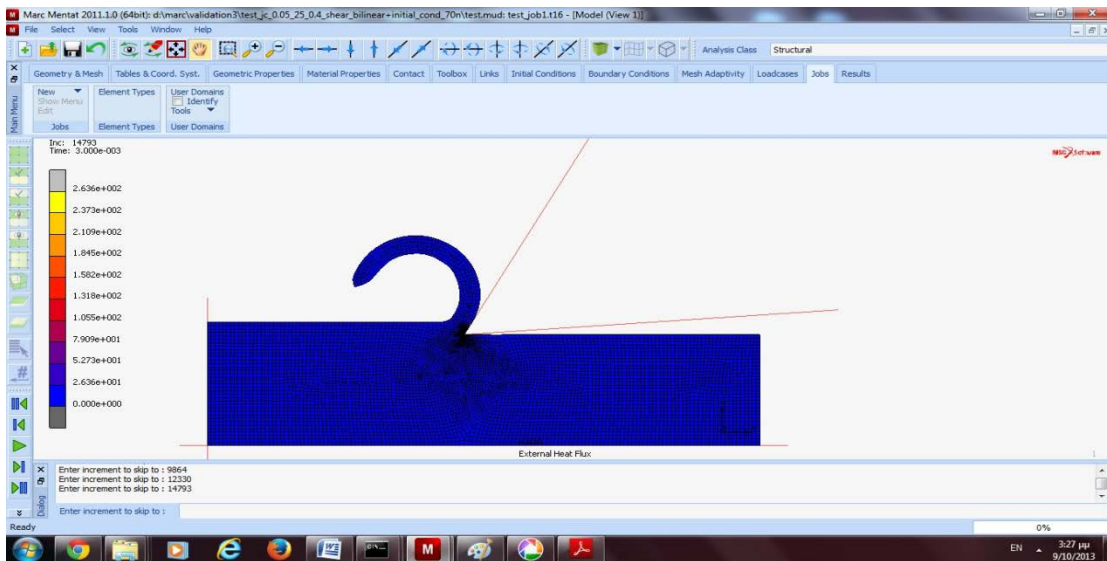 Marc Mentat 2011.1.0 (64bit): d:\marc\validation3\test_jc_0.05_25_0.4_shear_bilinear+initial_cond_70n\test.mud: test_job1.t16 - [Model (View 1)]
File Select View Tools Window Help
Analysis Class Structural
Geometry & Mesh Tables & Coord. Syst. Geometric Properties Material Properties Contact Toolbox Links Initial Conditions Boundary Conditions Mesh Adaptivity Loadcases Jobs Results
Main Menu
New
Show Menu
Edit
Jobs
Element Types
Element Types
User Domains
Identify
Tools
User Domains
Inc: 14793
Time: 3.000e-003
2.636e+002
2.373e+002
2.109e+002
1.845e+002
1.582e+002
1.318e+002
1.055e+002
7.909e+001
5.273e+001
2.636e+001
0.000e+000
External Heat Flux
1
Dialog
Enter increment to skip to : 9864
Enter increment to skip to : 12330
Enter increment to skip to : 14793
Enter increment to skip to :
Ready
0%
EN
3:27 μμ
9/10/2013